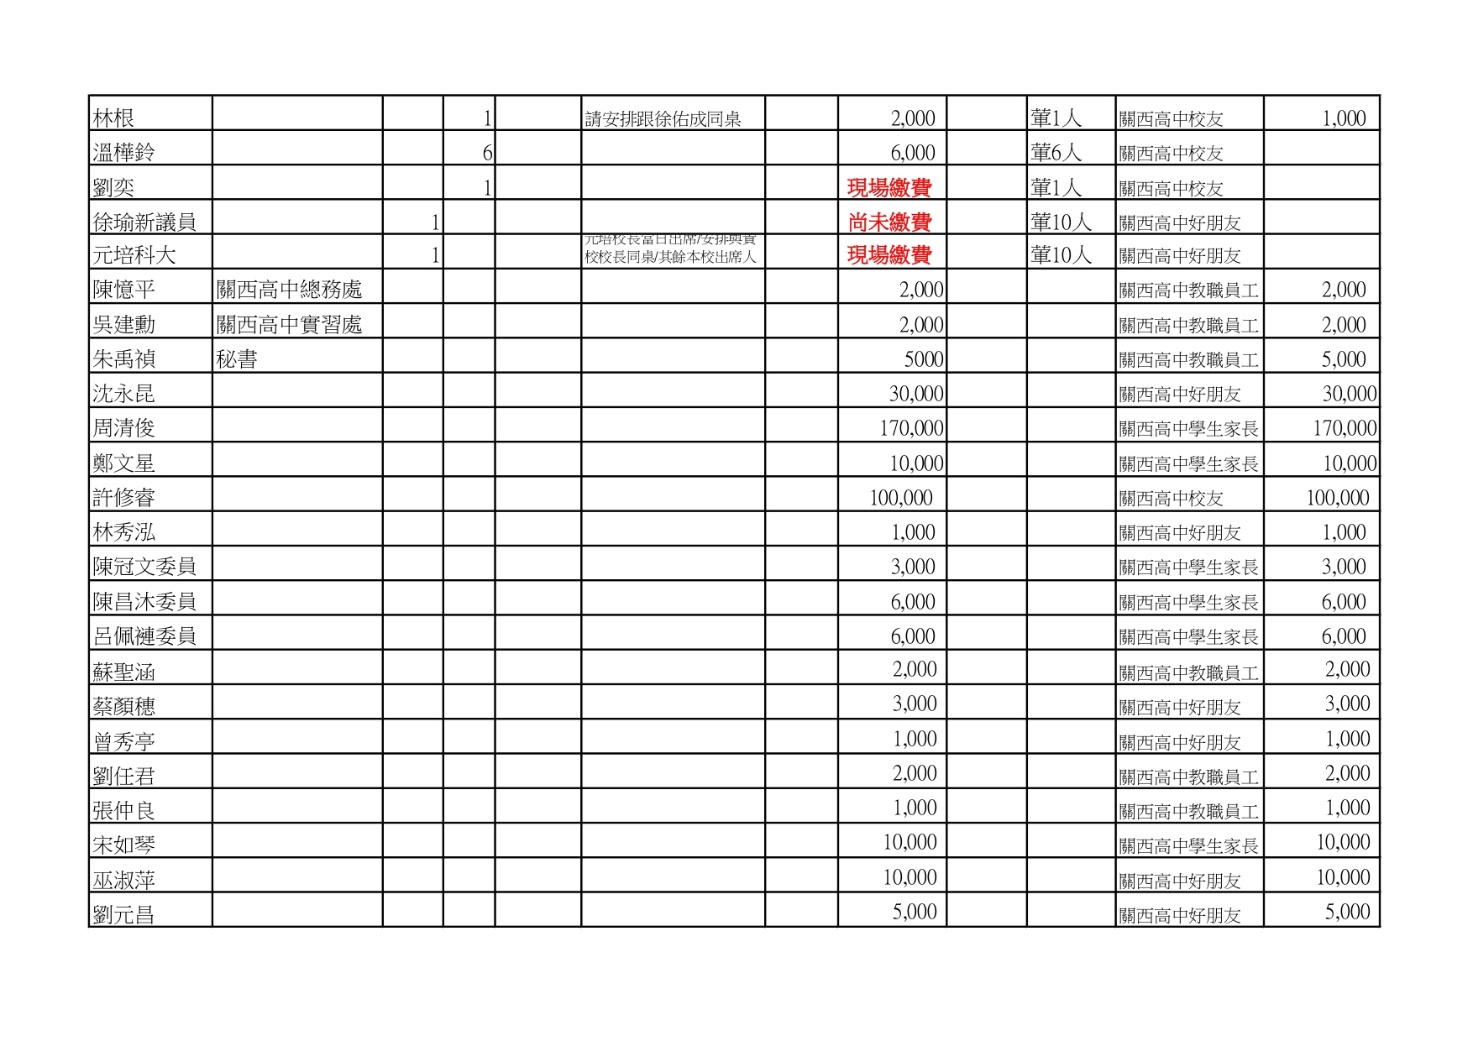 林根 1 請安排跟徐佑成同桌 2,000 葷1人 關西高中校友 1,000
溫樺鈴 6 6,000 葷6人 關西高中校友
劉奕 1 現場繳費 葷1人 關西高中校友
徐瑜新議員 1 尚未繳費 葷10人 關西高中好朋友
元培校長當日出席/安排與貴
元培科大 1 校校長同桌/其餘本校出席人 現場繳費 葷10人 關西高中好朋友
陳憶平 關西高中總務處 2,000 關西高中教職員工 2,000
吳建勳 關西高中實習處 2,000 關西高中教職員工 2,000
朱禹禎 秘書 5000 關西高中教職員工 5,000
沈永昆 30,000 關西高中好朋友 30,000
周清俊 170,000 關西高中學生家長 170,000
鄭文星 10,000 關西高中學生家長 10,000
許修睿 100,000 關西高中校友 100,000
林秀泓 1,000 關西高中好朋友 1,000
陳冠文委員 3,000 關西高中學生家長 3,000
陳昌沐委員 6,000 關西高中學生家長 6,000
呂佩褳委員 6,000 關西高中學生家長 6,000
蘇聖涵 2,000 關西高中教職員工 2,000
蔡顏穗 3,000 關西高中好朋友 3,000
曾秀亭 1,000 關西高中好朋友 1,000
劉任君 2,000 關西高中教職員工 2,000
張仲良 1,000 關西高中教職員工 1,000
宋如琴 10,000 關西高中學生家長 10,000
巫淑萍 10,000 關西高中好朋友 10,000
劉元昌 5,000 關西高中好朋友 5,000